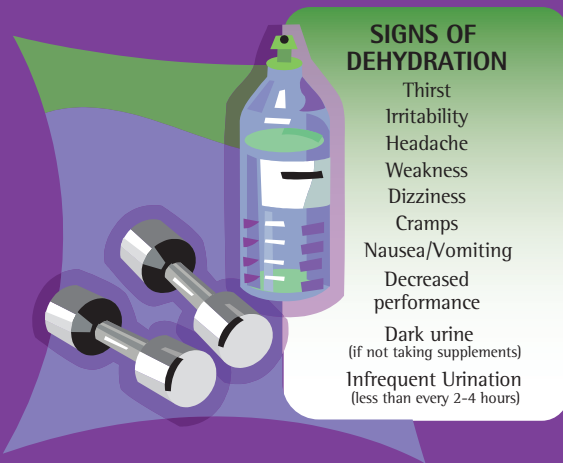 SIGNS OF
DEHYDRATION
Thirst
Irritability
Headache
Weakness
Dizziness
Cramps
Nausea/Vomiting
Decreased
performance
Dark urine
(if not taking supplements)
Infrequent Urination
(less than every 2-4 hours)